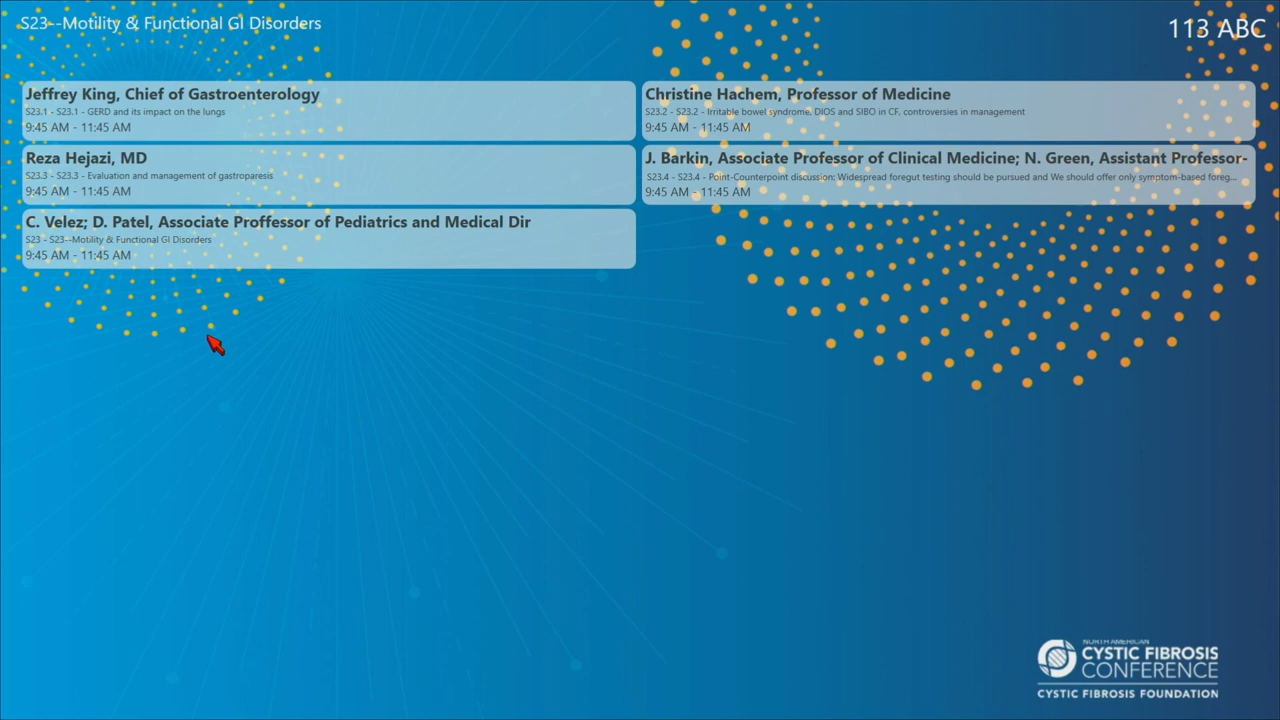 S23--Motility & Functional GI Disorders
113 ABC
Jeffrey King, Chief of Gastroenterology
S23.1 - S23.1 - GERD and its impact on the lungs
9:45 AM - 11:45 AM
Christine Hachem, Professor of Medicine
S23.2 - S23.2 - Irritable bowel syndrome, DIOS and SIBO in CF, controversies in management
9:45 AM - 11:45 AM
Reza Hejazi, MD
S23.3 - S23.3 - Evaluation and management of gastroparesis
9:45 AM - 11:45 AM
J. Barkin, Associate Professor of Clinical Medicine; N. Green, Assistant Professor-
S23.4 - S23.4 - Point-Counterpoint discussion: Widespread foregut testing should be pursued and We should offer only symptom-based foreg...
9:45 AM - 11:45 AM
C. Velez; D. Patel, Associate Proffessor of Pediatrics and Medical Dir
S23 - S23--Motility & Functional GI Disorders
9:45 AM - 11:45 AM
NORTH AMERICAN
CYSTIC FIBROSIS
CONFERENCE
CYSTIC FIBROSIS FOUNDATION